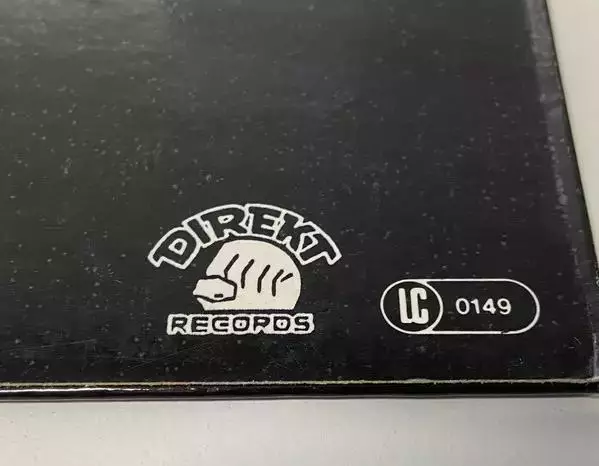 DIREKT
RECORDS
LC 0149